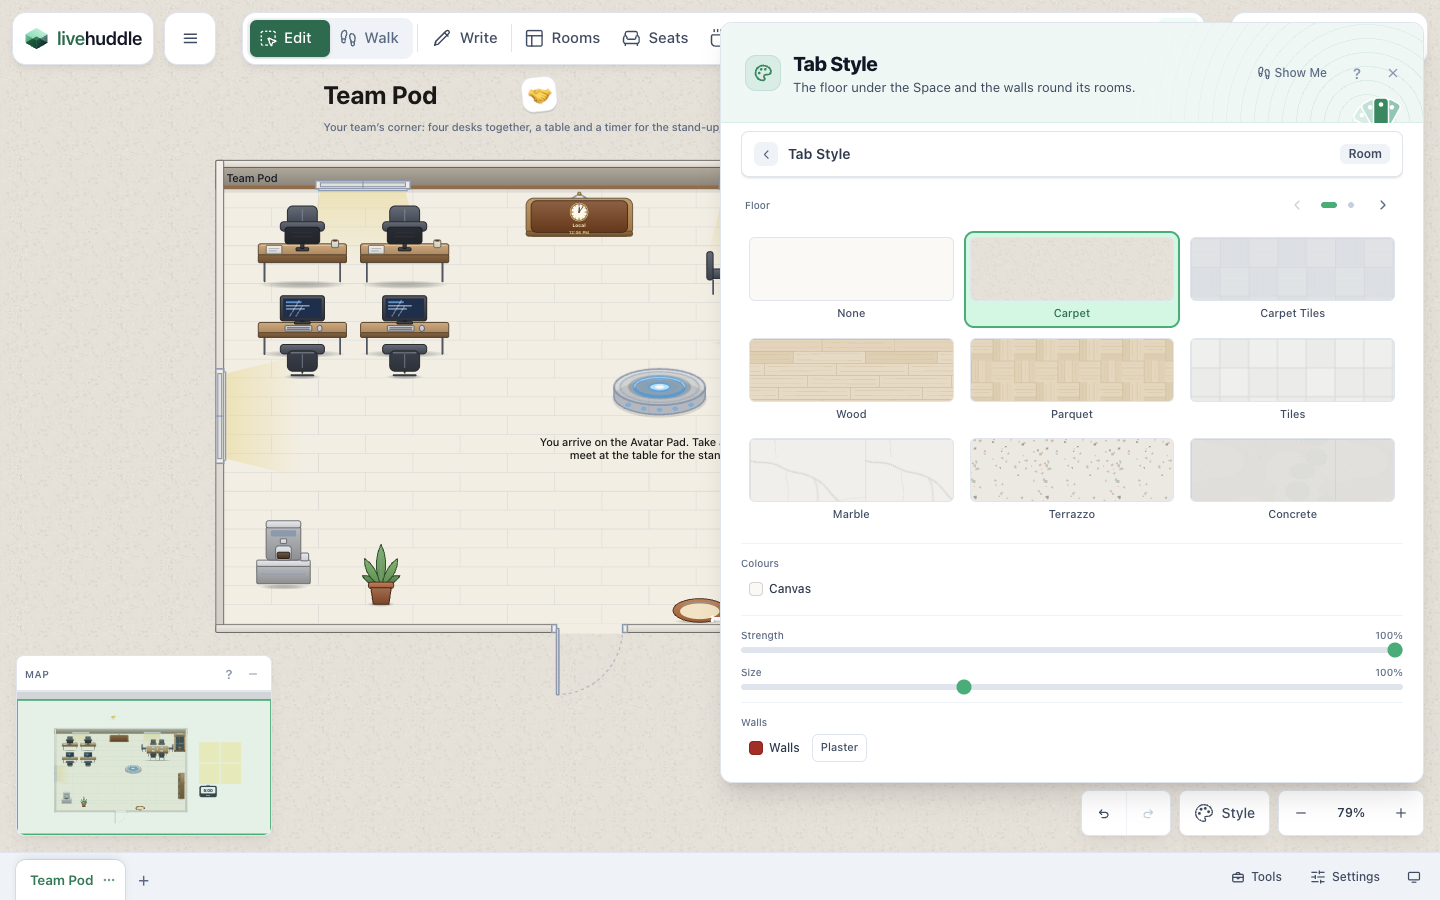 livehuddle
Edit
Walk
Write
Rooms
Seats
Team Pod
Your team's corner: four desks together, a table and a timer for the stand-up
Team Pod
Local
You arrive on the Avatar Pad. Take
meet at the table for the stan
MAP
?
Tab Style
The floor under the Space and the walls round its rooms.
Show Me
?
Tab Style
Room
Floor
None
Carpet
Carpet Tiles
Wood
Parquet
Tiles
Marble
Terrazzo
Concrete
Colours
Canvas
Strength
100%
Size
100%
Walls
Walls
Plaster
Style
79%
Team Pod
Tools
Settings